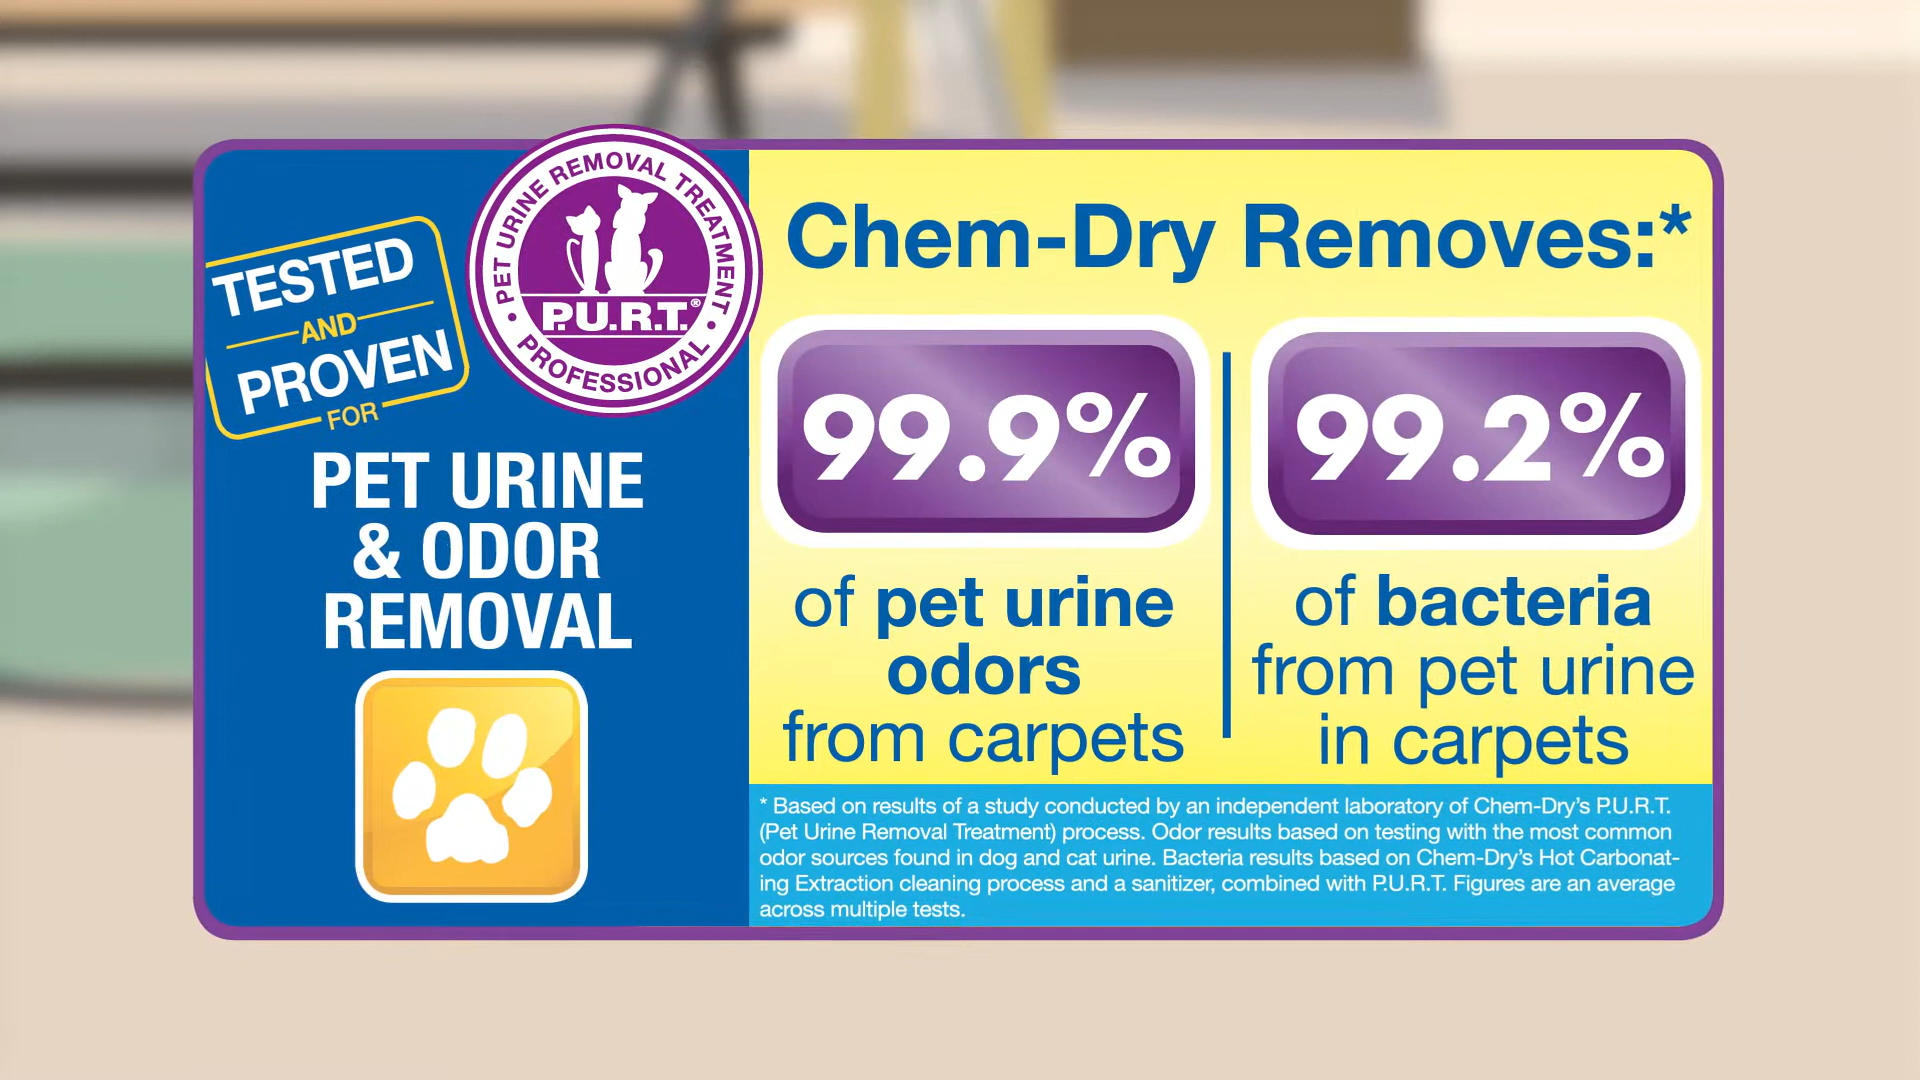 TESTED
AND
PROVEN
FOR
PET URINE REMOVAL TREATMENT
P.U.R.T.®
• PROFESSIONAL •
PET URINE
& ODOR
REMOVAL
Chem-Dry Removes:*
99.9%
of pet urine
odors
from carpets
99.2%
of bacteria
from pet urine
in carpets
* Based on results of a study conducted by an independent laboratory of Chem-Dry's P.U.R.T.
(Pet Urine Removal Treatment) process. Odor results based on testing with the most common
odor sources found in dog and cat urine. Bacteria results based on Chem-Dry's Hot Carbonat-
ing Extraction cleaning process and a sanitizer, combined with P.U.R.T. Figures are an average
across multiple tests.